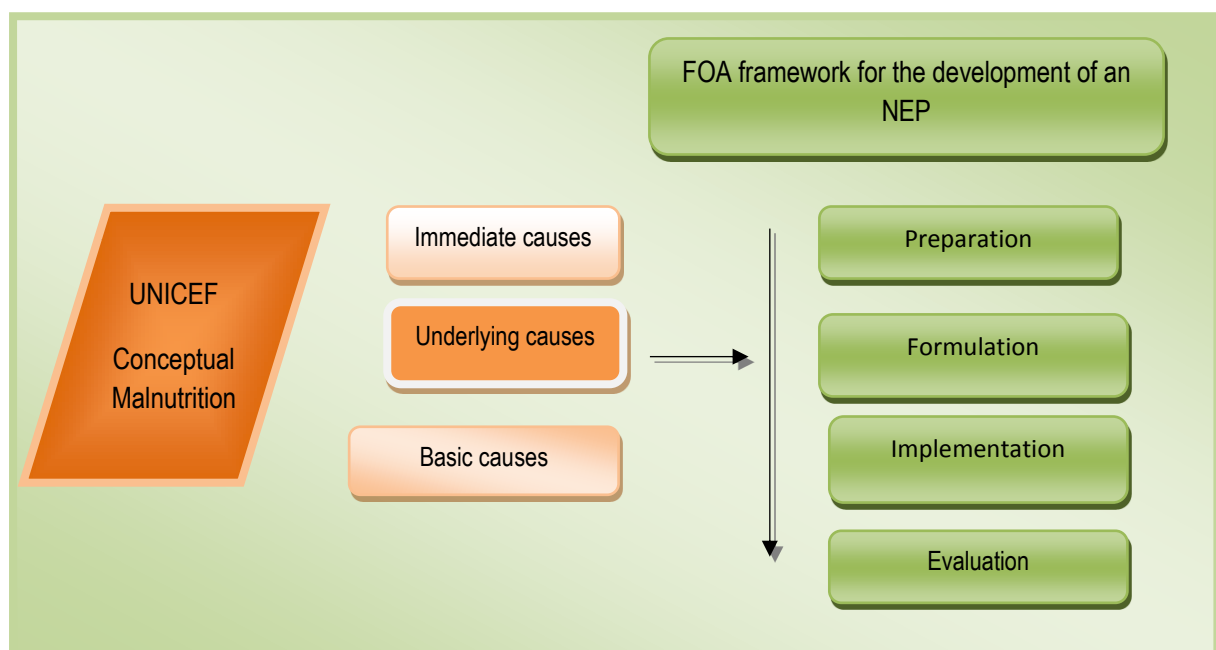 FOA framework for the development of an
NEP
UNICEF
Conceptual
Malnutrition
Immediate causes
Underlying causes
Basic causes
Preparation
Formulation
Implementation
Evaluation